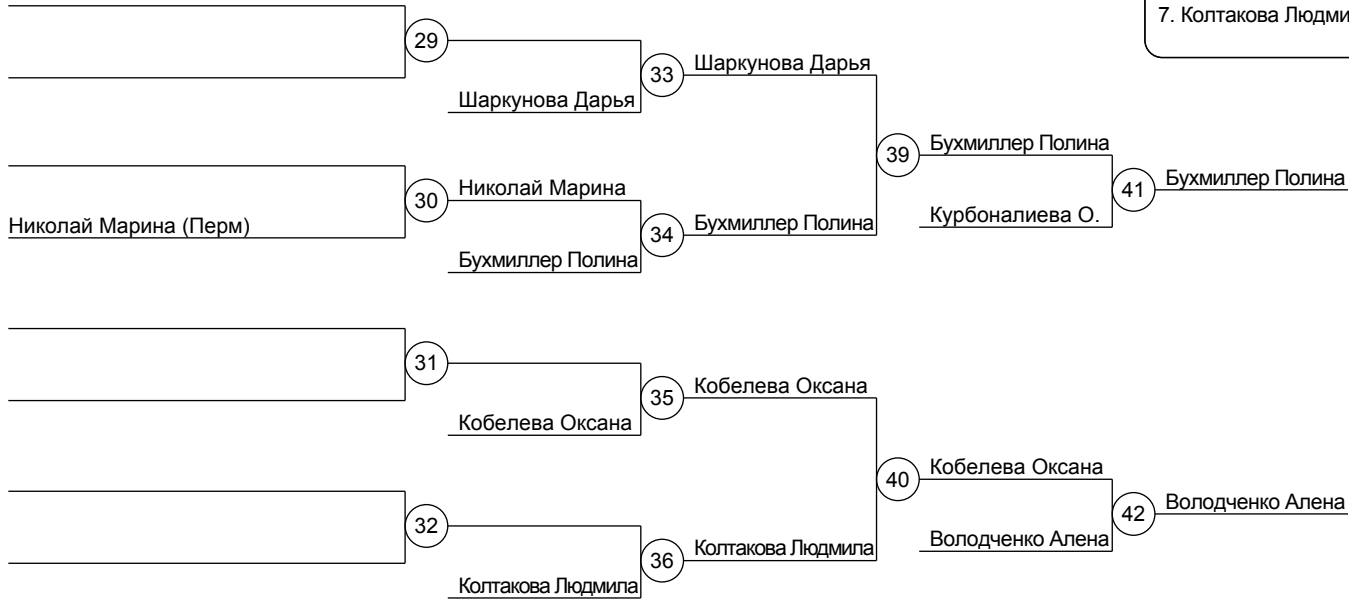 7. Колтакова Людми
29
33
Шаркунова Дарья
Шаркунова Дарья
39
Бухмиллер Полина
30
Николай Марина
41
Бухмиллер Полина
Николай Марина (Перм)
34
Бухмиллер Полина
Курбоналиева О.
Бухмиллер Полина
31
35
Кобелева Оксана
Кобелева Оксана
40
Кобелева Оксана
32
42
Володченко Алена
36
Колтакова Людмила
Володченко Алена
Колтакова Людмила